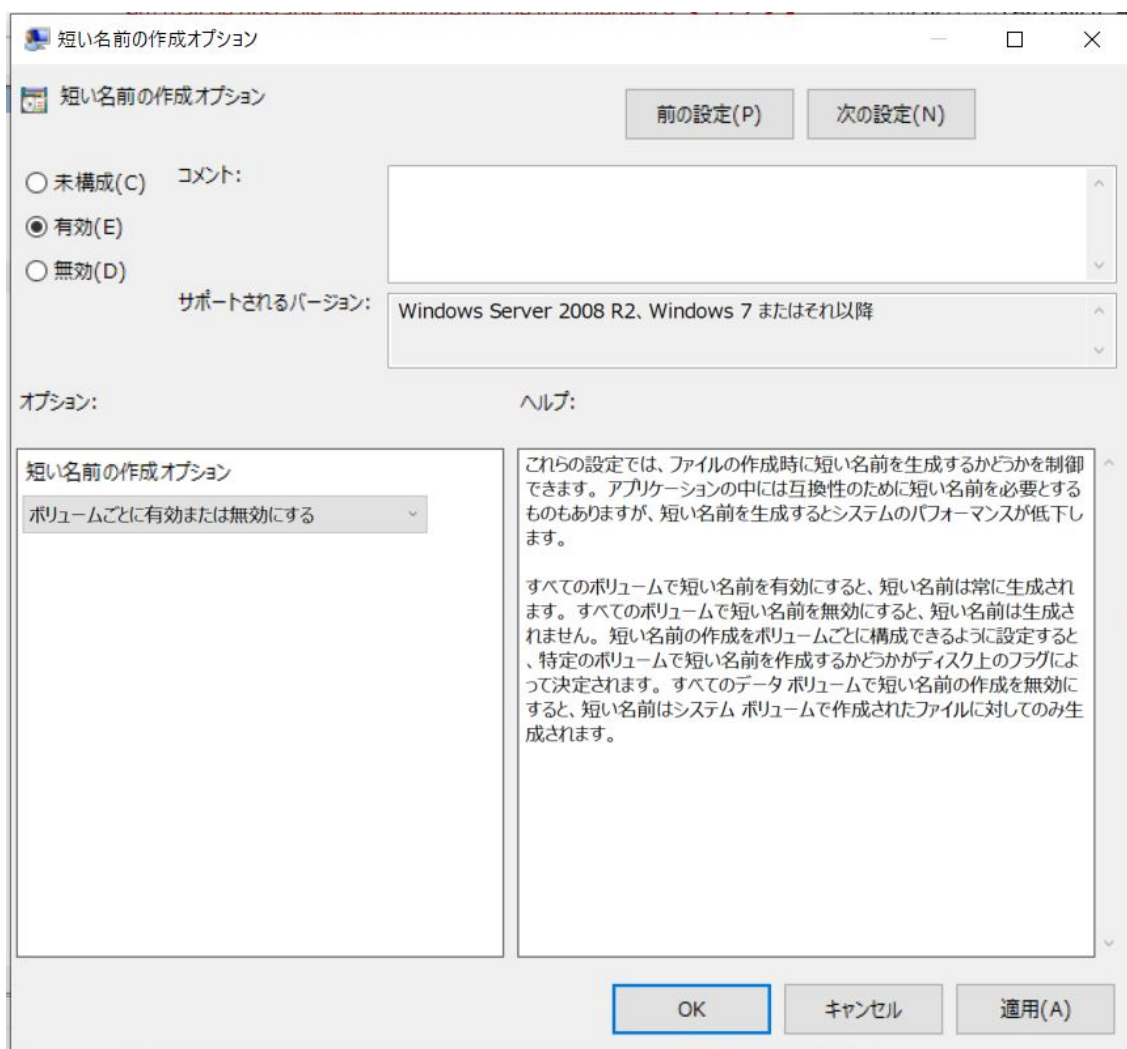 短い名前の作成オプション
短い名前の作成オプション
前の設定(P)
次の設定(N)
未構成(C)
コメント:
有効(E)
無効(D)
サポートされるバージョン:
Windows Server 2008 R2、Windows 7 またはそれ以降
オプション:
ヘルプ:
短い名前の作成オプション
ボリュームごとに有効または無効にする
これらの設定では、ファイルの作成時に短い名前を生成するかどうかを制御
できます。アプリケーションの中には互換性のために短い名前を必要とする
ものもありますが、短い名前を生成するとシステムのパフォーマンスが低下し
ます。
すべてのボリュームで短い名前を有効にすると、短い名前は常に生成され
ます。すべてのボリュームで短い名前を無効にすると、短い名前は生成さ
れません。短い名前の作成をボリュームごとに構成できるように設定すると
、特定のボリュームで短い名前を作成するかどうかがディスク上のフラグによ
って決定されます。すべてのデータ ボリュームで短い名前の作成を無効に
すると、短い名前はシステム ボリュームで作成されたファイルに対してのみ生
成されます。
OK
キャンセル
適用(A)